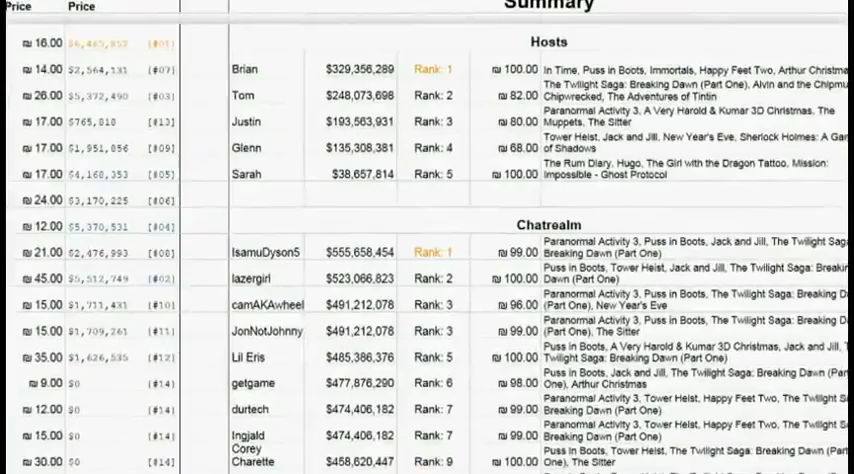 Price Price Summary
₪ 16.00 $6,465,852 [#01] Hosts
₪ 14.00 $2,564,131 [#07] Brian $329,356,289 Rank: 1 ₪ 100.00 In Time, Puss in Boots, Immortals, Happy Feet Two, Arthur Christma
₪ 26.00 $5,372,490 [#03] Tom $248,073,698 Rank: 2 ₪ 82.00 The Twilight Saga: Breaking Dawn (Part One), Alvin and the Chipmu
Chipwrecked, The Adventures of Tintin
₪ 17.00 $765,818 [#13] Justin $193,563,931 Rank: 3 ₪ 80.00 Paranormal Activity 3, A Very Harold & Kumar 3D Christmas, The
Muppets, The Sitter
₪ 17.00 $1,951,856 [#09] Glenn $135,308,381 Rank: 4 ₪ 68.00 Tower Heist, Jack and Jill, New Year's Eve, Sherlock Holmes: A Ga
of Shadows
₪ 17.00 $4,168,353 [#05] Sarah $38,657,814 Rank: 5 ₪ 100.00 The Rum Diary, Hugo, The Girl with the Dragon Tattoo, Mission:
Impossible - Ghost Protocol
₪ 24.00 $3,170,225 [#06]
₪ 12.00 $5,370,531 [#04] Chatrealm
₪ 21.00 $2,476,993 [#08] IsamuDyson5 $555,658,454 Rank: 1 ₪ 99.00 Paranormal Activity 3, Puss in Boots, Jack and Jill, The Twilight Sag
Breaking Dawn (Part One)
₪ 45.00 $5,512,749 [#02] lazergirl $523,066,823 Rank: 2 ₪ 100.00 Puss in Boots, Tower Heist, Jack and Jill, The Twilight Saga: Breakin
Dawn (Part One)
₪ 15.00 $1,711,431 [#10] camAKAwheel $491,212,078 Rank: 3 ₪ 96.00 Paranormal Activity 3, Puss in Boots, The Twilight Saga: Breaking D
(Part One), New Year's Eve
₪ 15.00 $1,709,261 [#11] JonNotJohnny $491,212,078 Rank: 3 ₪ 99.00 Paranormal Activity 3, Puss in Boots, The Twilight Saga: Breaking D
(Part One), The Sitter
₪ 35.00 $1,626,535 [#12] Lil Eris $485,386,376 Rank: 5 ₪ 100.00 Puss in Boots, A Very Harold & Kumar 3D Christmas, Jack and Jill, T
Twilight Saga: Breaking Dawn (Part One)
₪ 9.00 $0 [#14] getgame $477,876,290 Rank: 6 ₪ 98.00 Puss in Boots, Jack and Jill, The Twilight Saga: Breaking Dawn (Part
One), Arthur Christmas
₪ 12.00 $0 [#14] durtech $474,406,182 Rank: 7 ₪ 99.00 Paranormal Activity 3, Tower Heist, Happy Feet Two, The Twilight Sa
Breaking Dawn (Part One)
₪ 15.00 $0 [#14] Ingjald $474,406,182 Rank: 7 ₪ 99.00 Paranormal Activity 3, Tower Heist, Happy Feet Two, The Twilight Sa
Breaking Dawn (Part One)
₪ 30.00 $0 [#14] Corey Charette $458,620,447 Rank: 9 ₪ 100.00 Puss in Boots, Tower Heist, The Twilight Saga: Breaking Dawn (Part
One), The Sitter